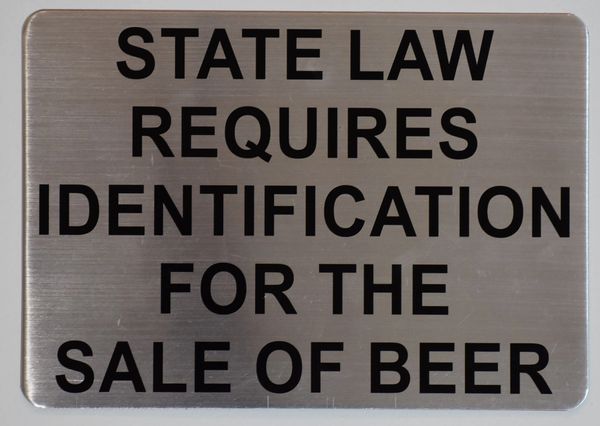 STATE LAW
REQUIRES
IDENTIFICATION
FOR THE
SALE OF BEER